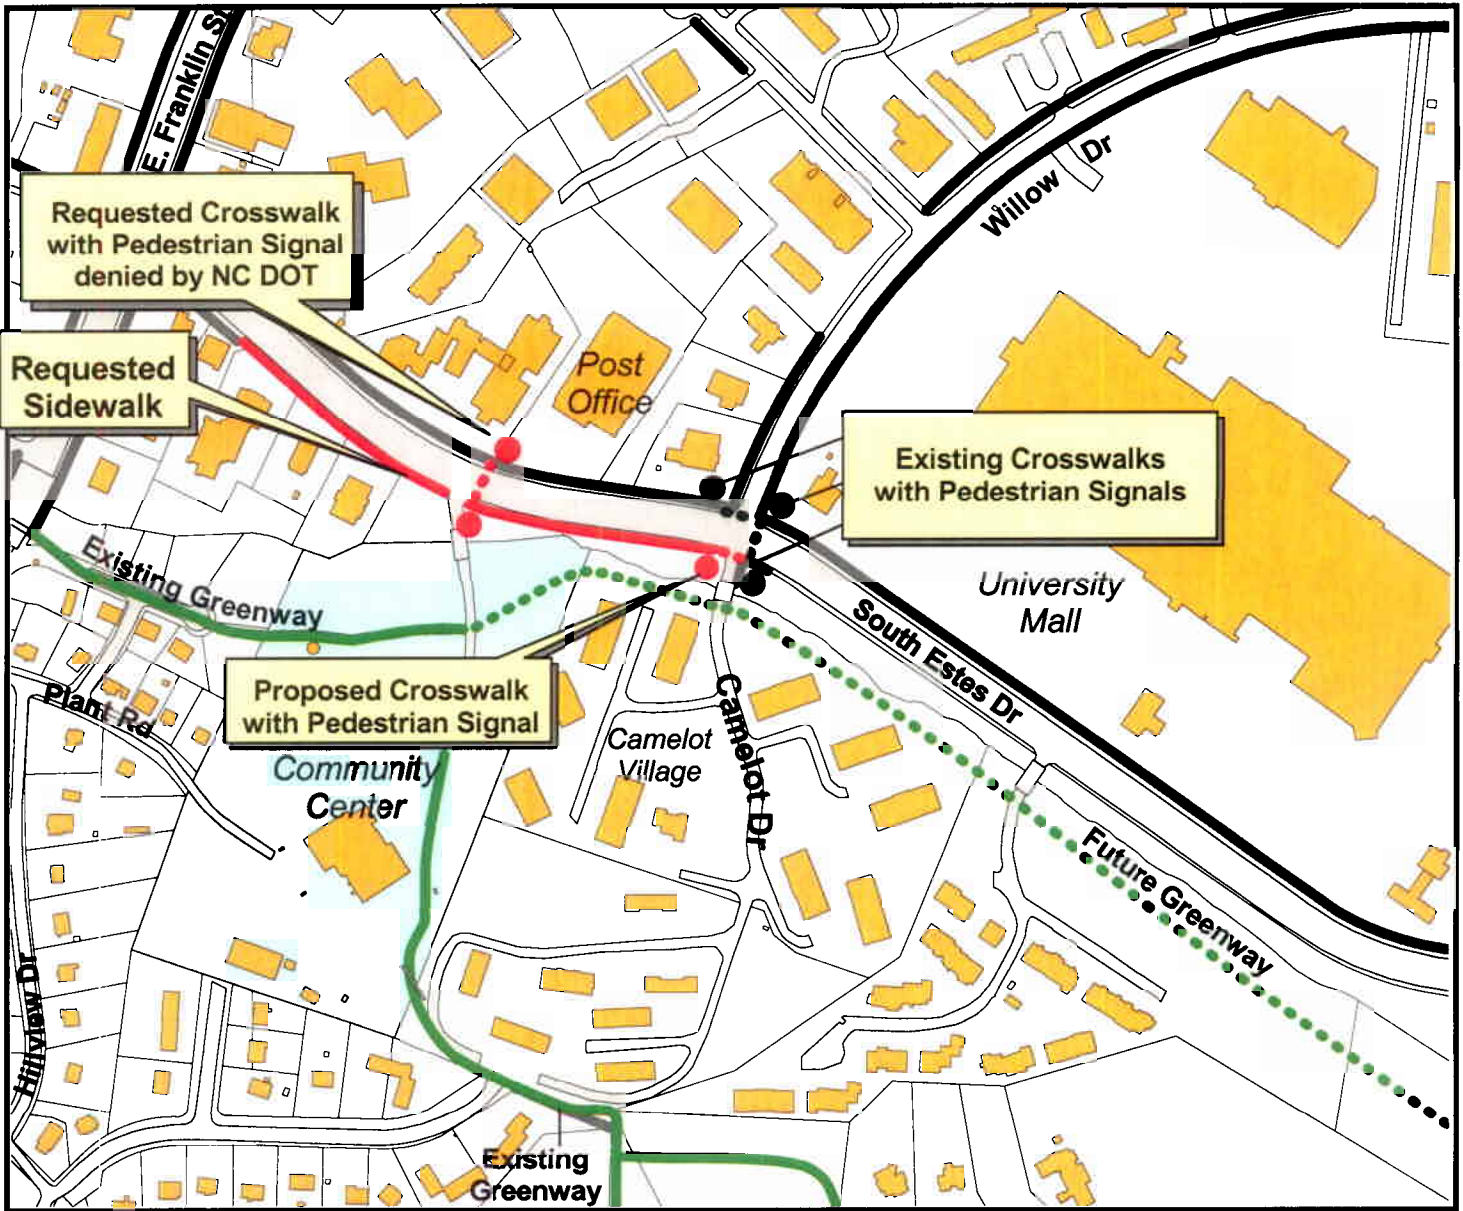 E. Franklin St
Requested Crosswalk
with Pedestrian Signal
denied by NC DOT
Willow Dr
Requested
Sidewalk
Post
Office
Existing Crosswalks
with Pedestrian Signals
Existing Greenway
University
Mall
South Estes Dr
Proposed Crosswalk
with Pedestrian Signal
Plant Rd
Camelot Dr
Camelot
Village
Community
Center
Future Greenway
Hillview Dr
Existing
Greenway